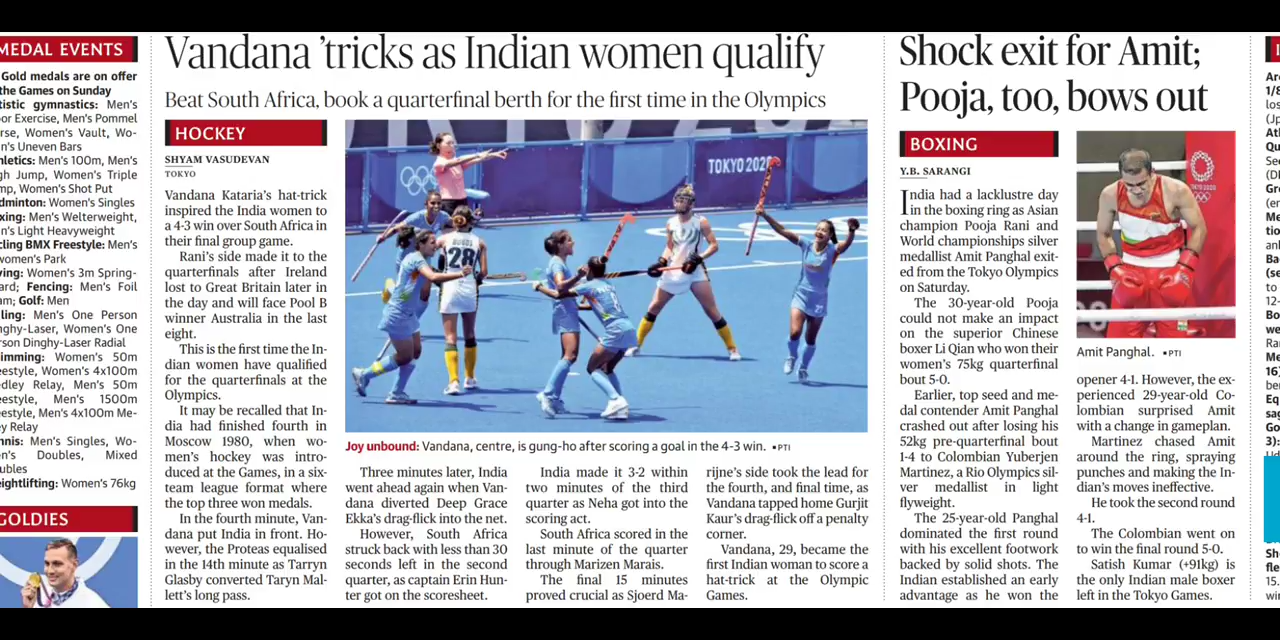 MEDAL EVENTS
Gold medals are on offer
the Games on Sunday
tistic gymnastics: Men's
or Exercise, Men's Pommel
rse, Women's Vault, Wo-
n's Uneven Bars
hletics: Men's 100m, Men's
gh Jump, Women's Triple
mp, Women's Shot Put
dminton: Women's Singles
xing: Men's Welterweight,
n's Light Heavyweight
cling BMX Freestyle: Men's
women's Park
ving: Women's 3m Spring-
ard; Fencing: Men's Foil
am; Golf: Men
iling: Men's One Person
nghy-Laser, Women's One
rson Dinghy-Laser Radial
imming: Women's 50m
eestyle, Women's 4x100m
dley Relay, Men's 50m
eestyle, Men's 1500m
eestyle, Men's 4x100m Me-
ey Relay
nnis: Men's Singles, Wo-
n's Doubles, Mixed
ubles
eightlifting: Women's 76kg
GOLDIES
Vandana 'tricks as Indian women qualify
Beat South Africa, book a quarterfinal berth for the first time in the Olympics
HOCKEY
SHYAM VASUDEVAN
TOKYO
Vandana Kataria's hat-trick
inspired the India women to
a 4-3 win over South Africa in
their final group game.
Rani's side made it to the
quarterfinals after Ireland
lost to Great Britain later in
the day and will face Pool B
winner Australia in the last
eight.
This is the first time the In-
dian women have qualified
for the quarterfinals at the
Olympics.
It may be recalled that In-
dia had finished fourth in
Moscow 1980, when wo-
men's hockey was intro-
duced at the Games, in a six-
team league format where
the top three won medals.
In the fourth minute, Van-
dana put India in front. Ho-
wever, the Proteas equalised
in the 14th minute as Tarryn
Glasby converted Taryn Mal-
lett's long pass.
TOKYO 2020
28
Joy unbound: Vandana, centre, is gung-ho after scoring a goal in the 4-3 win. •PTI
Three minutes later, India
went ahead again when Van-
dana diverted Deep Grace
Ekka's drag-flick into the net.
However, South Africa
struck back with less than 30
seconds left in the second
quarter, as captain Erin Hun-
ter got on the scoresheet.
India made it 3-2 within
two minutes of the third
quarter as Neha got into the
scoring act.
South Africa scored in the
last minute of the quarter
through Marizen Marais.
The final 15 minutes
proved crucial as Sjoerd Ma-
rijne's side took the lead for
the fourth, and final, time, as
Vandana tapped home Gurjit
Kaur's drag-flick off a penalty
corner.
Vandana, 29, became the
first Indian woman to score a
hat-trick at the Olympic
Games.
Shock exit for Amit;
Pooja, too, bows out
BOXING
Y.B. SARANGI
India had a lacklustre day
in the boxing ring as Asian
champion Pooja Rani and
World championships silver
medallist Amit Panghal exit-
ed from the Tokyo Olympics
on Saturday.
The 30-year-old Pooja
could not make an impact
on the superior Chinese
boxer Li Qian who won their
women's 75kg quarterfinal
bout 5-0.
Earlier, top seed and me-
dal contender Amit Panghal
crashed out after losing his
52kg pre-quarterfinal bout
1-4 to Colombian Yuberjen
Martinez, a Rio Olympics sil-
ver medallist in light
flyweight.
The 25-year-old Panghal
dominated the first round
with his excellent footwork
backed by solid shots. The
Indian established an early
advantage as he won the
Amit Panghal. •PTI
opener 4-1. However, the ex-
perienced 29-year-old Co-
lombian surprised Amit
with a change in gameplan.
Martinez chased Amit
around the ring, spraying
punches and making the In-
dian's moves ineffective.
He took the second round
4-1.
The Colombian went on
to win the final round 5-0.
Satish Kumar (+91kg) is
the only Indian male boxer
left in the Tokyo Games.